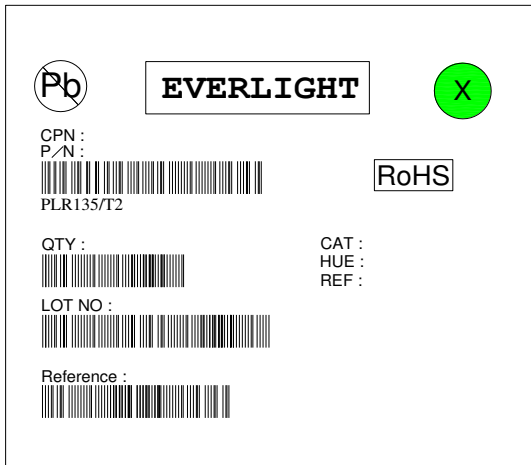 Pb
EVERLIGHT
X
CPN :
P/N :
RoHS
PLR135/T2
QTY :
CAT :
HUE :
REF :
LOT NO :
Reference :